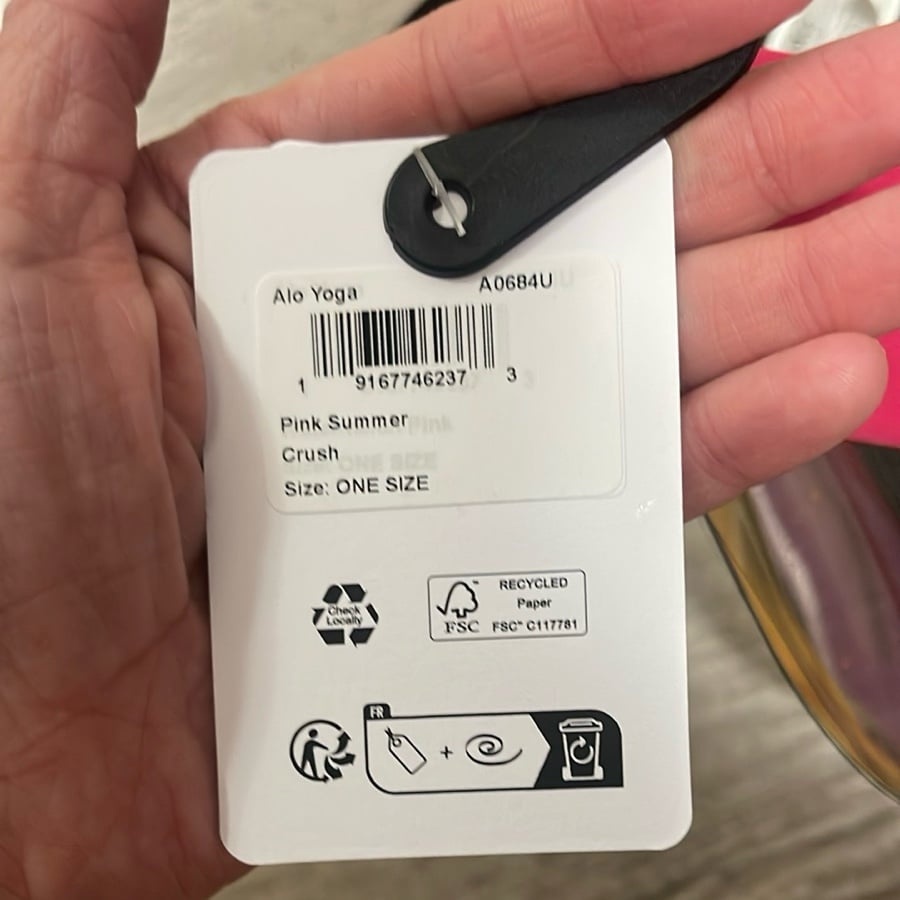 Alo Yoga A0684U
1 9167746237 3
Pink Summer
Crush
Size: ONE SIZE
Check
Locally
FSC
RECYCLED
Paper
FSC™ C117781
FR